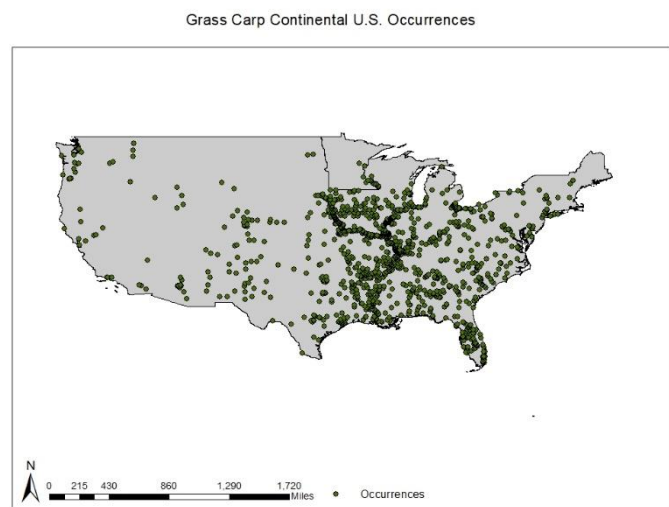 Grass Carp Continental U.S. Occurrences
N
0 215 430 860 1,290 1,720
Miles
Occurrences